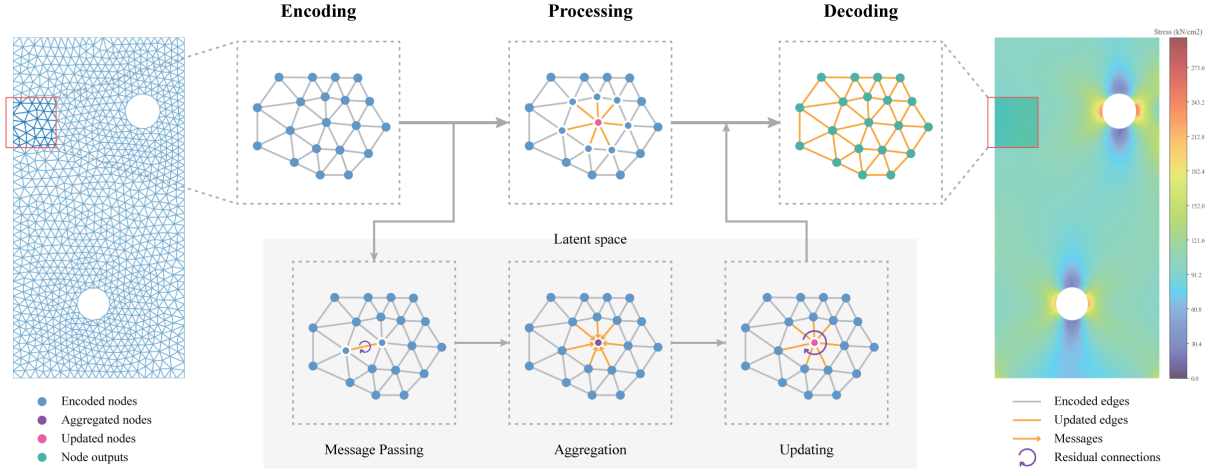 Encoding
Processing
Decoding
Stress (kN/cm2)
273.6
243.2
212.8
182.4
152.0
121.6
91.2
60.8
30.4
0.0
Latent space
Message Passing
Aggregation
Updating
Encoded nodes
Aggregated nodes
Updated nodes
Node outputs
Encoded edges
Updated edges
Messages
Residual connections